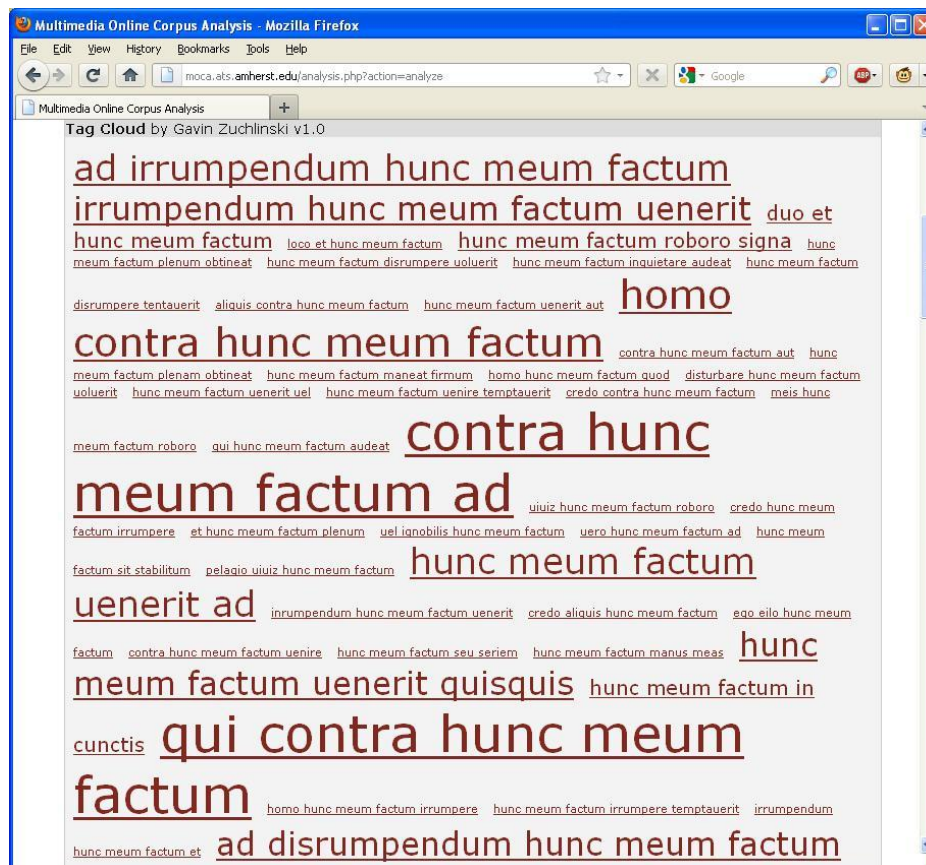 Multimedia Online Corpus Analysis - Mozilla Firefox
File Edit View History Bookmarks Tools Help
moca.ats.amherst.edu/analysis.php?action=analyze Google ABP
Multimedia Online Corpus Analysis +
Tag Cloud by Gavin Zuchlinski v1.0
ad irrumpendum hunc meum factum
irrumpendum hunc meum factum uenerit duo et
hunc meum factum loco et hunc meum factum hunc meum factum roboro signa hunc
meum factum plenum obtineat hunc meum factum disrumpere uoluerit hunc meum factum inquietare audeat hunc meum factum
disrumpere tentauerit aliquis contra hunc meum factum hunc meum factum uenerit aut homo
contra hunc meum factum contra hunc meum factum aut hunc
meum factum plenam obtineat hunc meum factum maneat firmum homo hunc meum factum quod disturbare hunc meum factum
uoluerit hunc meum factum uenerit uel hunc meum factum uenire temptauerit credo contra hunc meum factum meis hunc
meum factum roboro qui hunc meum factum audeat contra hunc
meum factum ad uiuiz hunc meum factum roboro credo hunc meum
factum irrumpere et hunc meum factum plenum uel ignobilis hunc meum factum uero hunc meum factum ad hunc meum
factum sit stabilitum pelagio uiuiz hunc meum factum hunc meum factum
uenerit ad inrumpendum hunc meum factum uenerit credo aliquis hunc meum factum ego eilo hunc meum
factum contra hunc meum factum uenire hunc meum factum seu seriem hunc meum factum manus meas hunc
meum factum uenerit quisquis hunc meum factum in
cunctis qui contra hunc meum
factum homo hunc meum factum irrumpere hunc meum factum irrumpere temptauerit irrumpendum
hunc meum factum et ad disrumpendum hunc meum factum